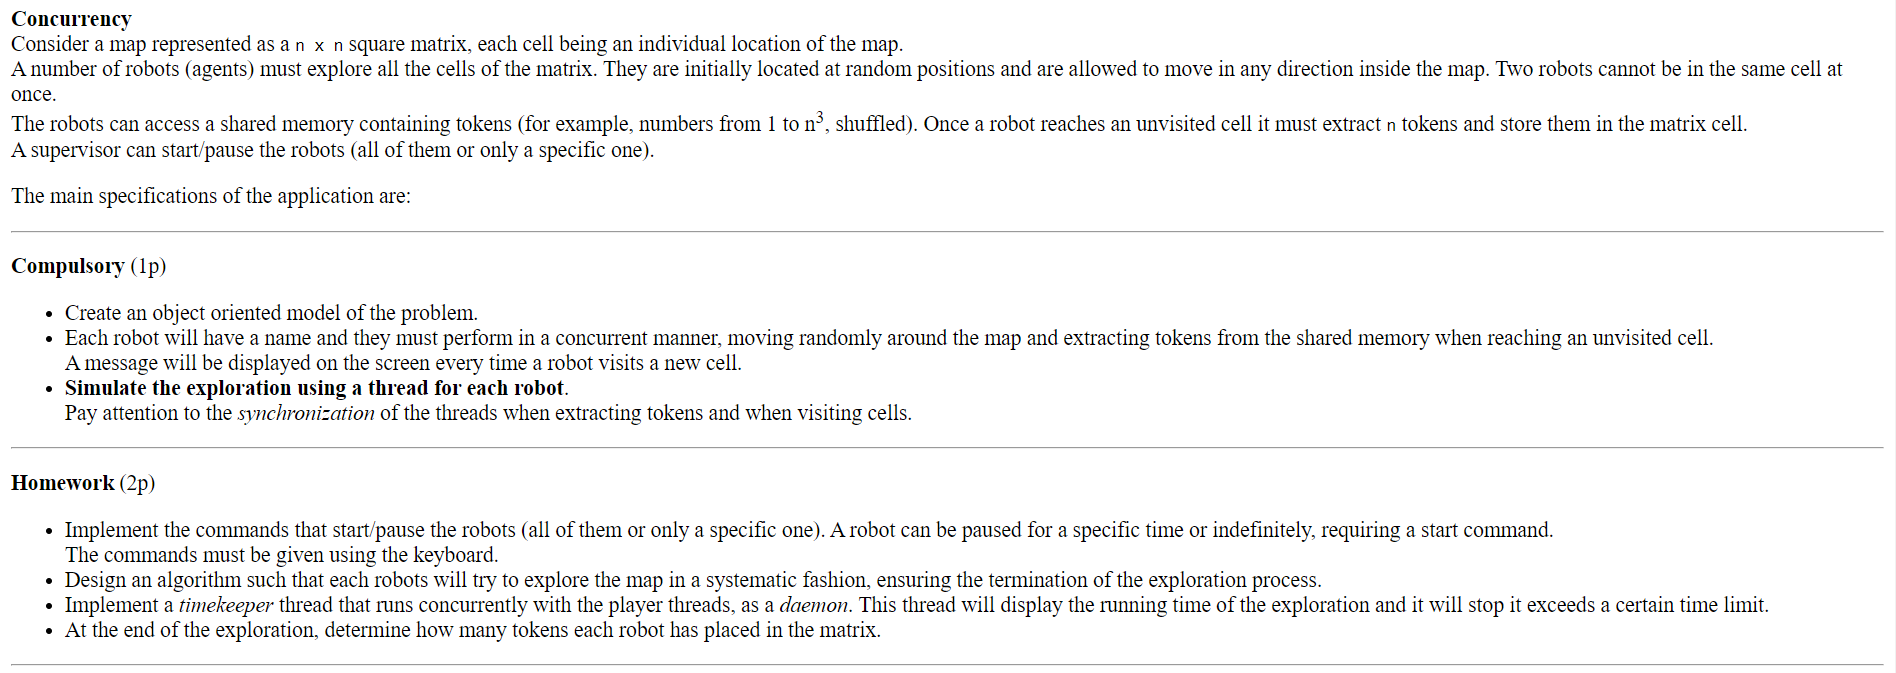 Concurrency
Consider a map represented as a n x n square matrix, each cell being an individual location of the map.
A number of robots (agents) must explore all the cells of the matrix. They are initially located at random positions and are allowed to move in any direction inside the map. Two robots cannot be in the same cell at
once.
The robots can access a shared memory containing tokens (for example, numbers from 1 to n³, shuffled). Once a robot reaches an unvisited cell it must extract n tokens and store them in the matrix cell.
A supervisor can start/pause the robots (all of them or only a specific one).
The main specifications of the application are:
Compulsory (1p)
• Create an object oriented model of the problem.
• Each robot will have a name and they must perform in a concurrent manner, moving randomly around the map and extracting tokens from the shared memory when reaching an unvisited cell.
A message will be displayed on the screen every time a robot visits a new cell.
• Simulate the exploration using a thread for each robot.
Pay attention to the synchronization of the threads when extracting tokens and when visiting cells.
Homework (2p)
• Implement the commands that start/pause the robots (all of them or only a specific one). A robot can be paused for a specific time or indefinitely, requiring a start command.
The commands must be given using the keyboard.
• Design an algorithm such that each robots will try to explore the map in a systematic fashion, ensuring the termination of the exploration process.
• Implement a timekeeper thread that runs concurrently with the player threads, as a daemon. This thread will display the running time of the exploration and it will stop it exceeds a certain time limit.
• At the end of the exploration, determine how many tokens each robot has placed in the matrix.